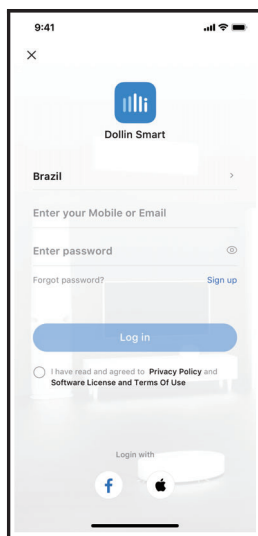 9:41
Dollin Smart
Brazil
Enter your Mobile or Email
Enter password
Forgot password? Sign up
Log in
I have read and agreed to Privacy Policy and
Software License and Terms Of Use
Login with